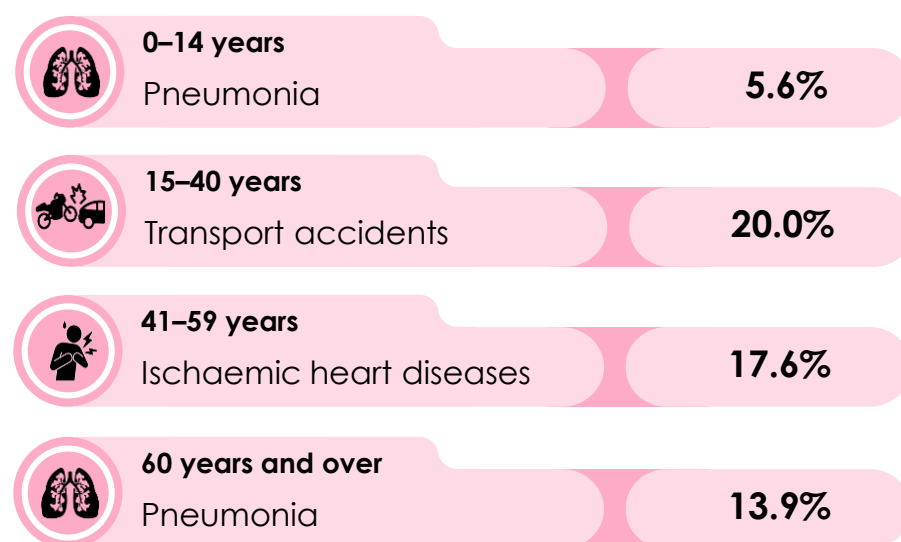 0–14 years
Pneumonia
5.6%
15–40 years
Transport accidents
20.0%
41–59 years
Ischaemic heart diseases
17.6%
60 years and over
Pneumonia
13.9%